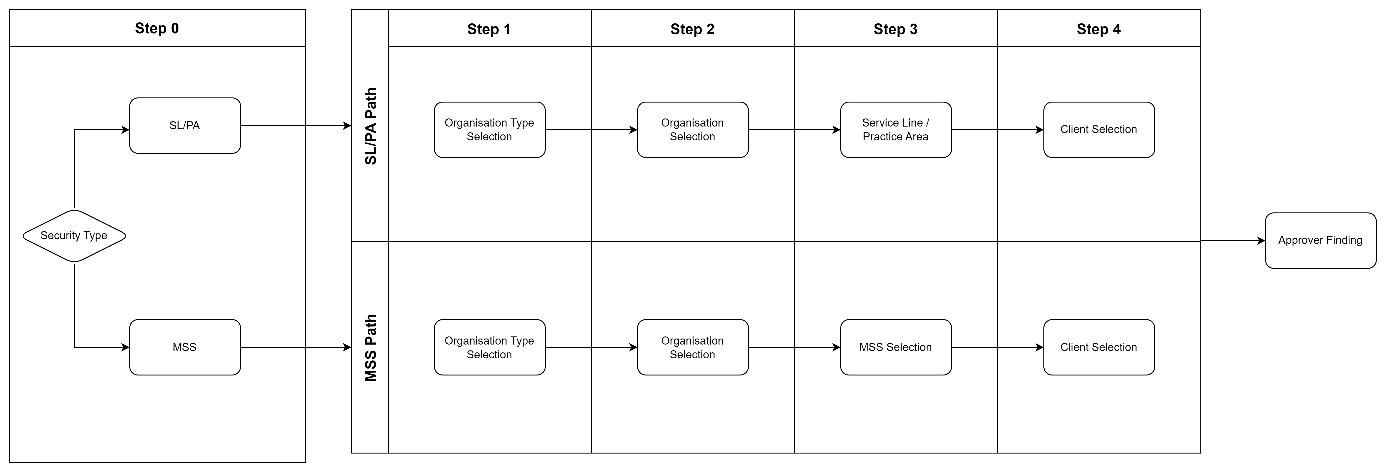 Step 0
Step 1
Step 2
Step 3
Step 4
Security Type
SL/PA
MSS
SL/PA Path
Organisation Type
Selection
Organisation
Selection
Service Line /
Practice Area
Client Selection
MSS Path
Organisation Type
Selection
Organisation
Selection
MSS Selection
Client Selection
Approver Finding